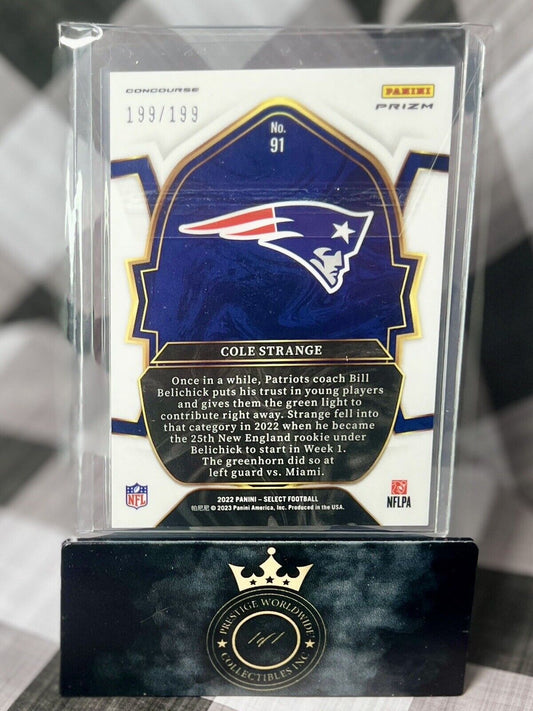 CONCOURSE
199/199
PANINI
PRIZM
No.
91
COLE STRANGE
Once in a while, Patriots coach Bill
Belichick puts his trust in young players
and gives them the green light to
contribute right away. Strange fell into
that category in 2022 when he became
the 25th New England rookie under
Belichick to start in Week 1.
The greenhorn did so at
left guard vs. Miami.
NFL
NFLPA
2022 PANINI – SELECT FOOTBALL
帕尼尼 © 2023 Panini America, Inc. Produced in the USA.
PRESTIGE WORLDWIDE
1 of 1
COLLECTIBLES INC